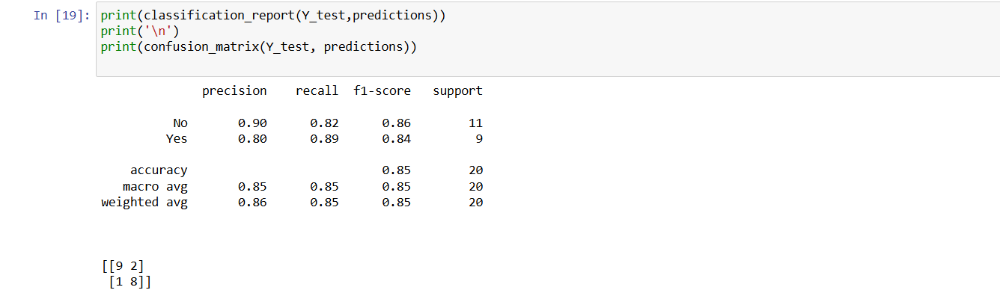 In [19]: print(classification_report(Y_test,predictions))
print('\n')
print(confusion_matrix(Y_test, predictions))
precision recall f1-score support
No 0.90 0.82 0.86 11
Yes 0.80 0.89 0.84 9
accuracy 0.85 20
macro avg 0.85 0.85 0.85 20
weighted avg 0.86 0.85 0.85 20
[[9 2]
[1 8]]